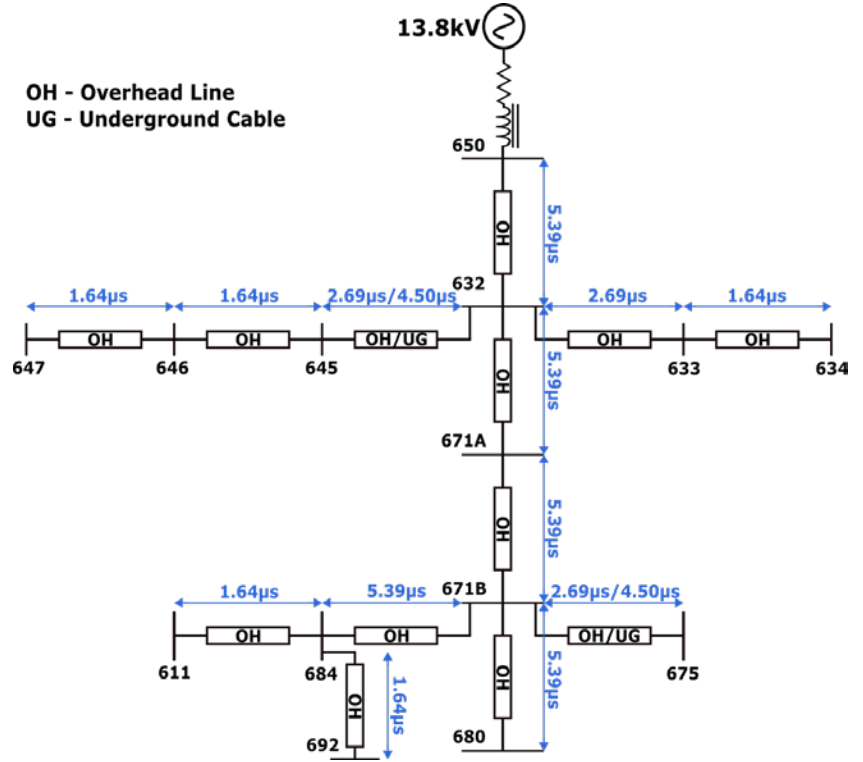 13.8kV
OH - Overhead Line
UG - Underground Cable
650
OH
5.39µs
632
1.64µs
1.64µs
2.69µs/4.50µs
2.69µs
1.64µs
OH
OH
OH/UG
OH
OH
OH
5.39µs
647
646
645
633
634
671A
OH
5.39µs
671B
1.64µs
5.39µs
2.69µs/4.50µs
OH
OH
OH/UG
OH
5.39µs
611
684
675
OH
1.64µs
692
680